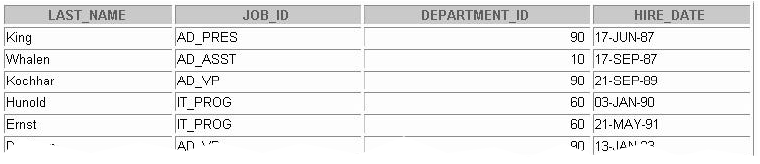 LAST_NAME JOB_ID DEPARTMENT_ID HIRE_DATE
King AD_PRES 90 17-JUN-87
Whalen AD_ASST 10 17-SEP-87
Kochhar AD_VP 90 21-SEP-89
Hunold IT_PROG 60 03-JAN-90
Ernst IT_PROG 60 21-MAY-91
90